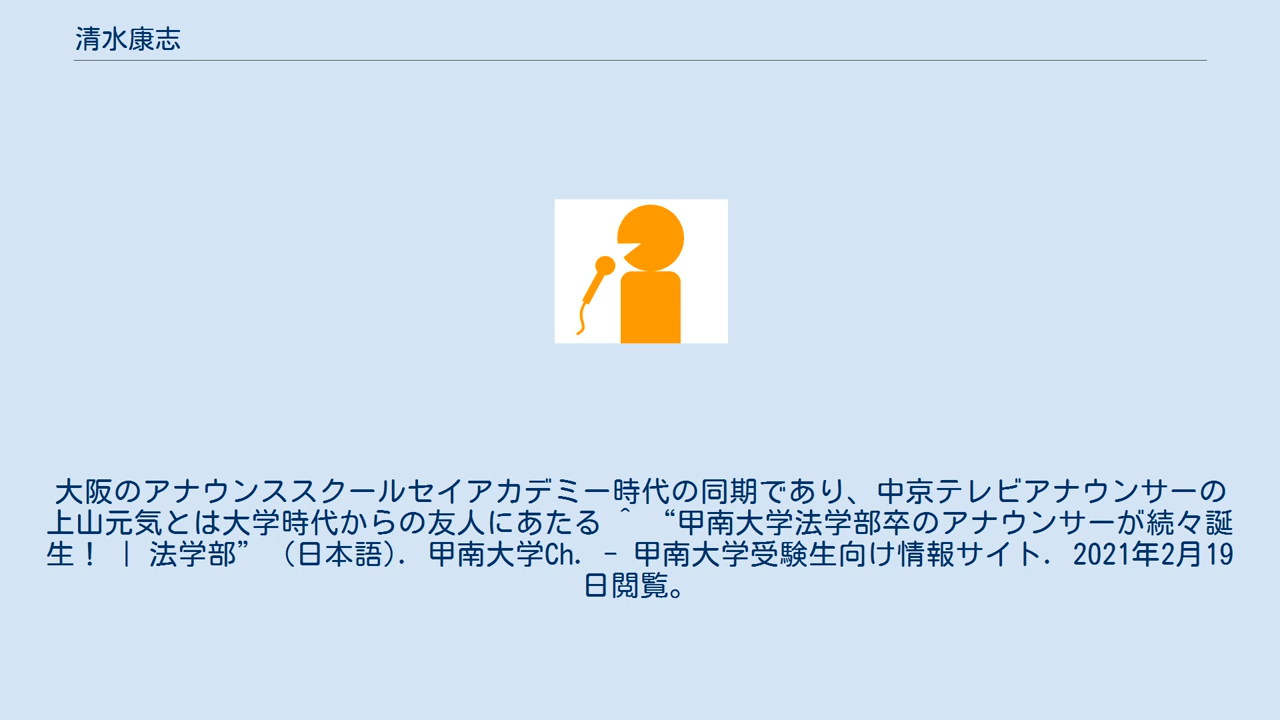 清水康志
大阪のアナウンススクールセイアカデミー時代の同期であり、中京テレビアナウンサーの
上山元気とは大学時代からの友人にあたる ^ “甲南大学法学部卒のアナウンサーが続々誕
生！ | 法学部” (日本語). 甲南大学Ch. - 甲南大学受験生向け情報サイト. 2021年2月19
日閲覧。